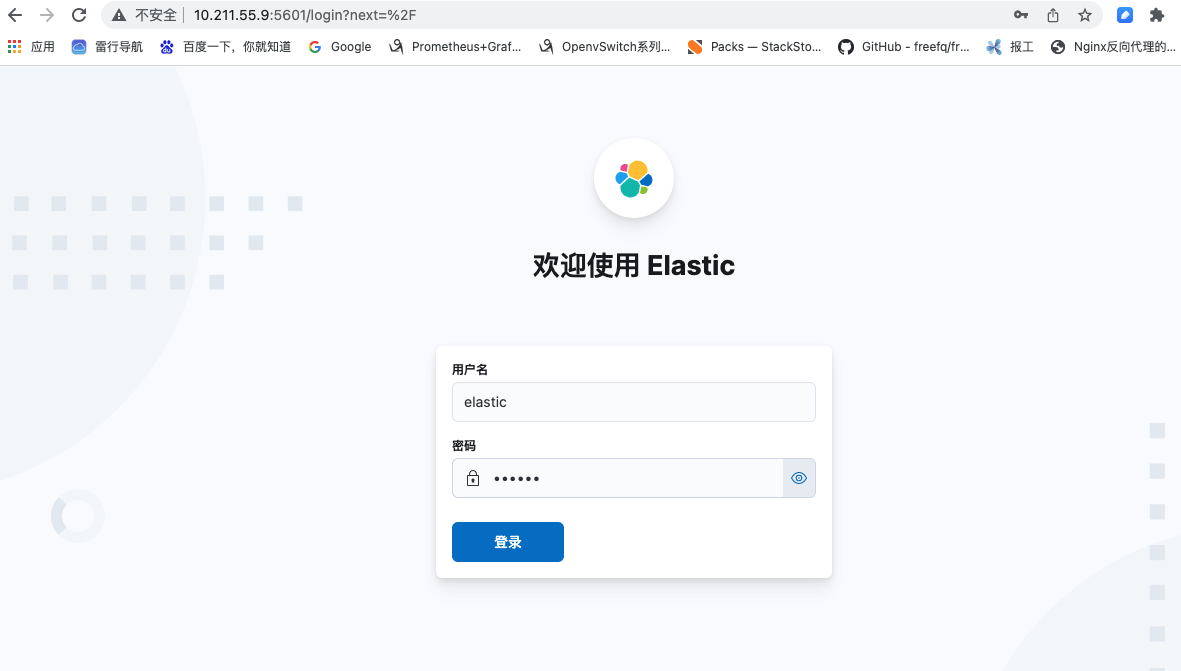 不安全 10.211.55.9:5601/login?next=%2F
应用 雷行导航 百度一下，你就知道 Google Prometheus+Graf... OpenvSwitch系列... Packs — StackSto... GitHub - freefq/fr... 报工 Nginx反向代理的...
欢迎使用 Elastic
用户名
elastic
密码
••••••
登录